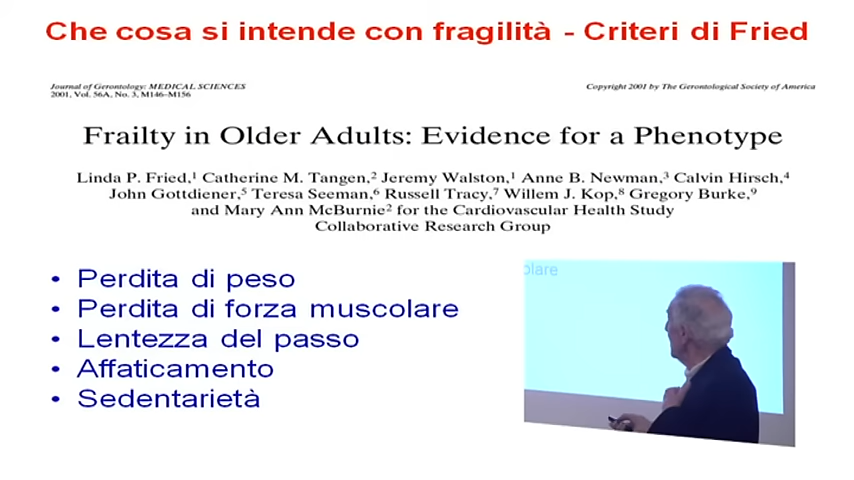 Che cosa si intende con fragilità - Criteri di Fried
Journal of Gerontology: MEDICAL SCIENCES
2001, Vol. 56A, No. 3, M146–M156
Copyright 2001 by The Gerontological Society of America
Frailty in Older Adults: Evidence for a Phenotype
Linda P. Fried,¹ Catherine M. Tangen,² Jeremy Walston,¹ Anne B. Newman,³ Calvin Hirsch,⁴
John Gottdiener,⁵ Teresa Seeman,⁶ Russell Tracy,⁷ Willem J. Kop,⁸ Gregory Burke,⁹
and Mary Ann McBurnie² for the Cardiovascular Health Study
Collaborative Research Group
• Perdita di peso
• Perdita di forza muscolare
• Lentezza del passo
• Affaticamento
• Sedentarietà
olare